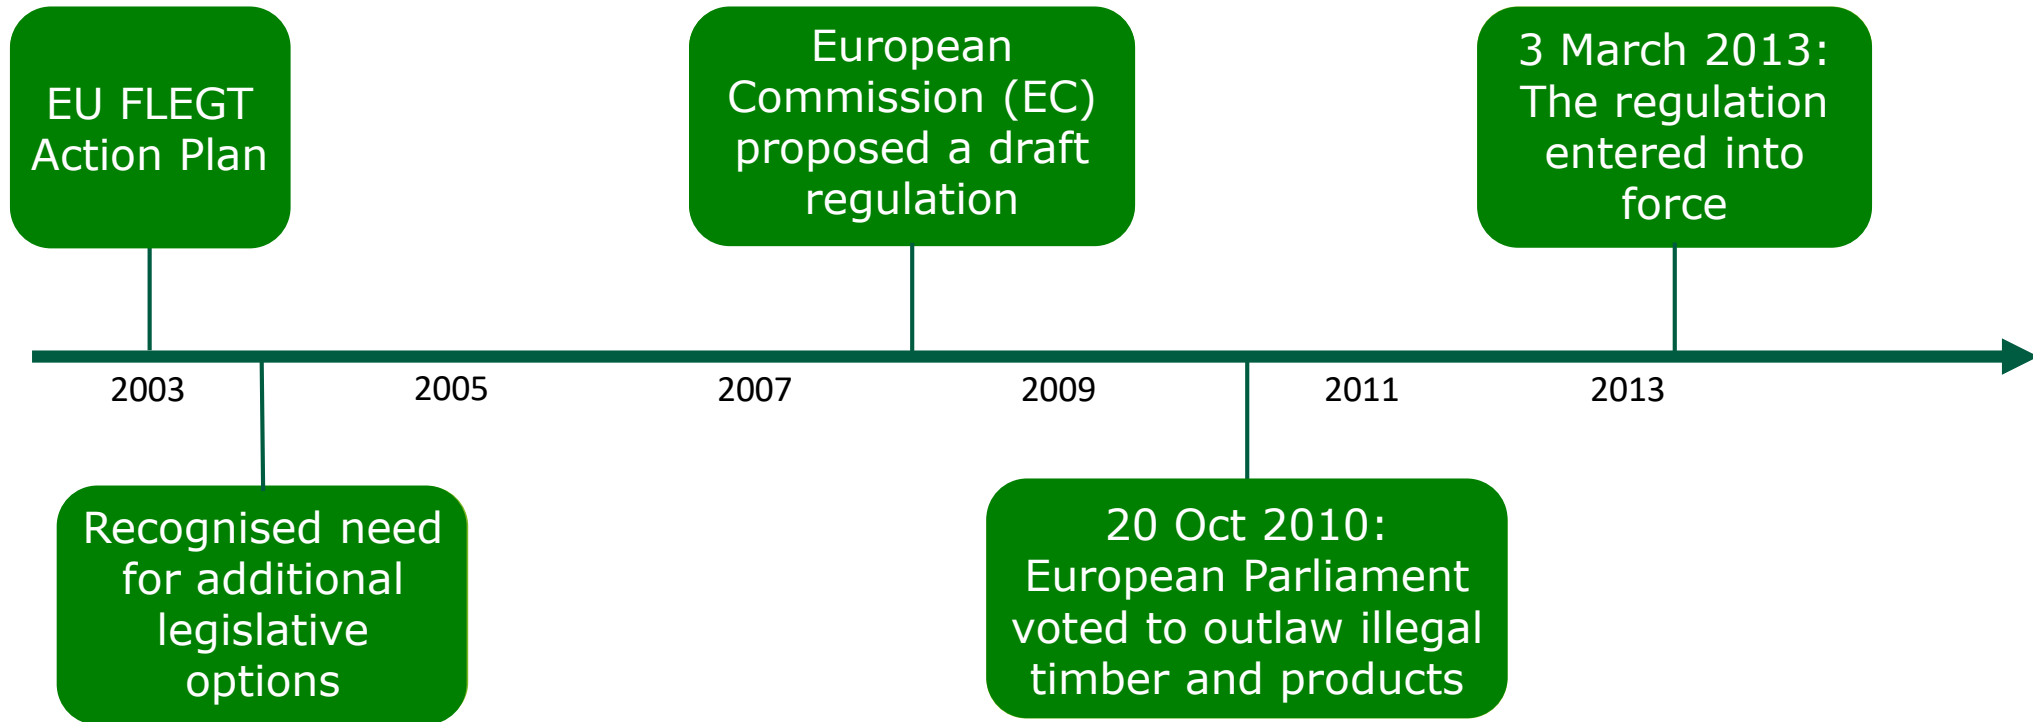 EU FLEGT
Action Plan
European
Commission (EC)
proposed a draft
regulation
3 March 2013:
The regulation
entered into
force
2003
2005
2007
2009
2011
2013
Recognised need
for additional
legislative
options
20 Oct 2010:
European Parliament
voted to outlaw illegal
timber and products